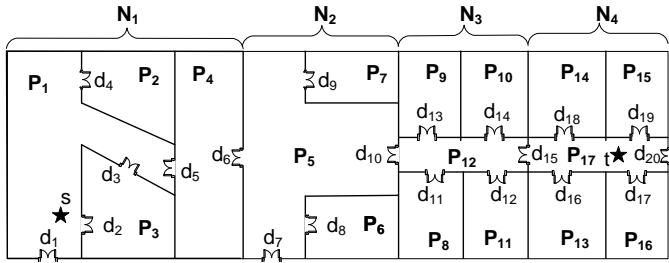 N1 N2 N3 N4
P1 d4 P2 P4 d9 P7 P9 P10 P14 P15
d13 d14 d18 d19
d3 d5 d6 P5 d10 P12 d15 P17 t d20
s d11 d12 d16 d17
d1 d2 P3 d7 d8 P6 P8 P11 P13 P16